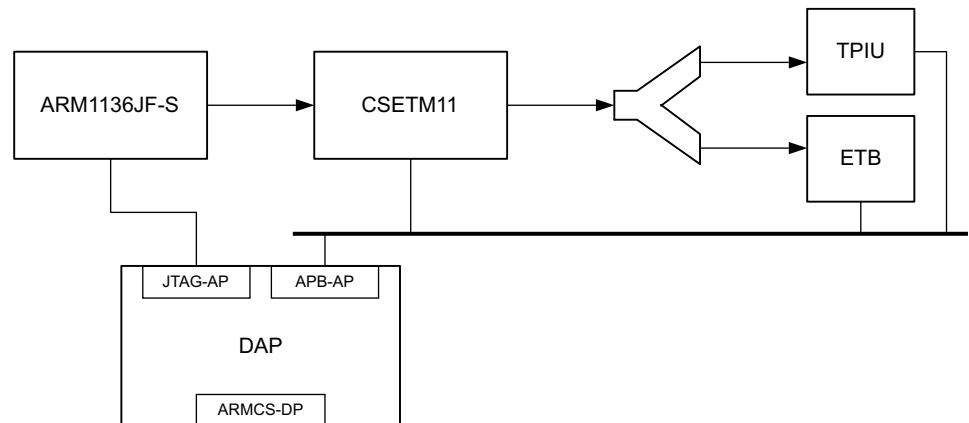 TPIU
ARM1136JF-S
CSETM11
ETB
JTAG-AP
APB-AP
DAP
ARMCS-DP